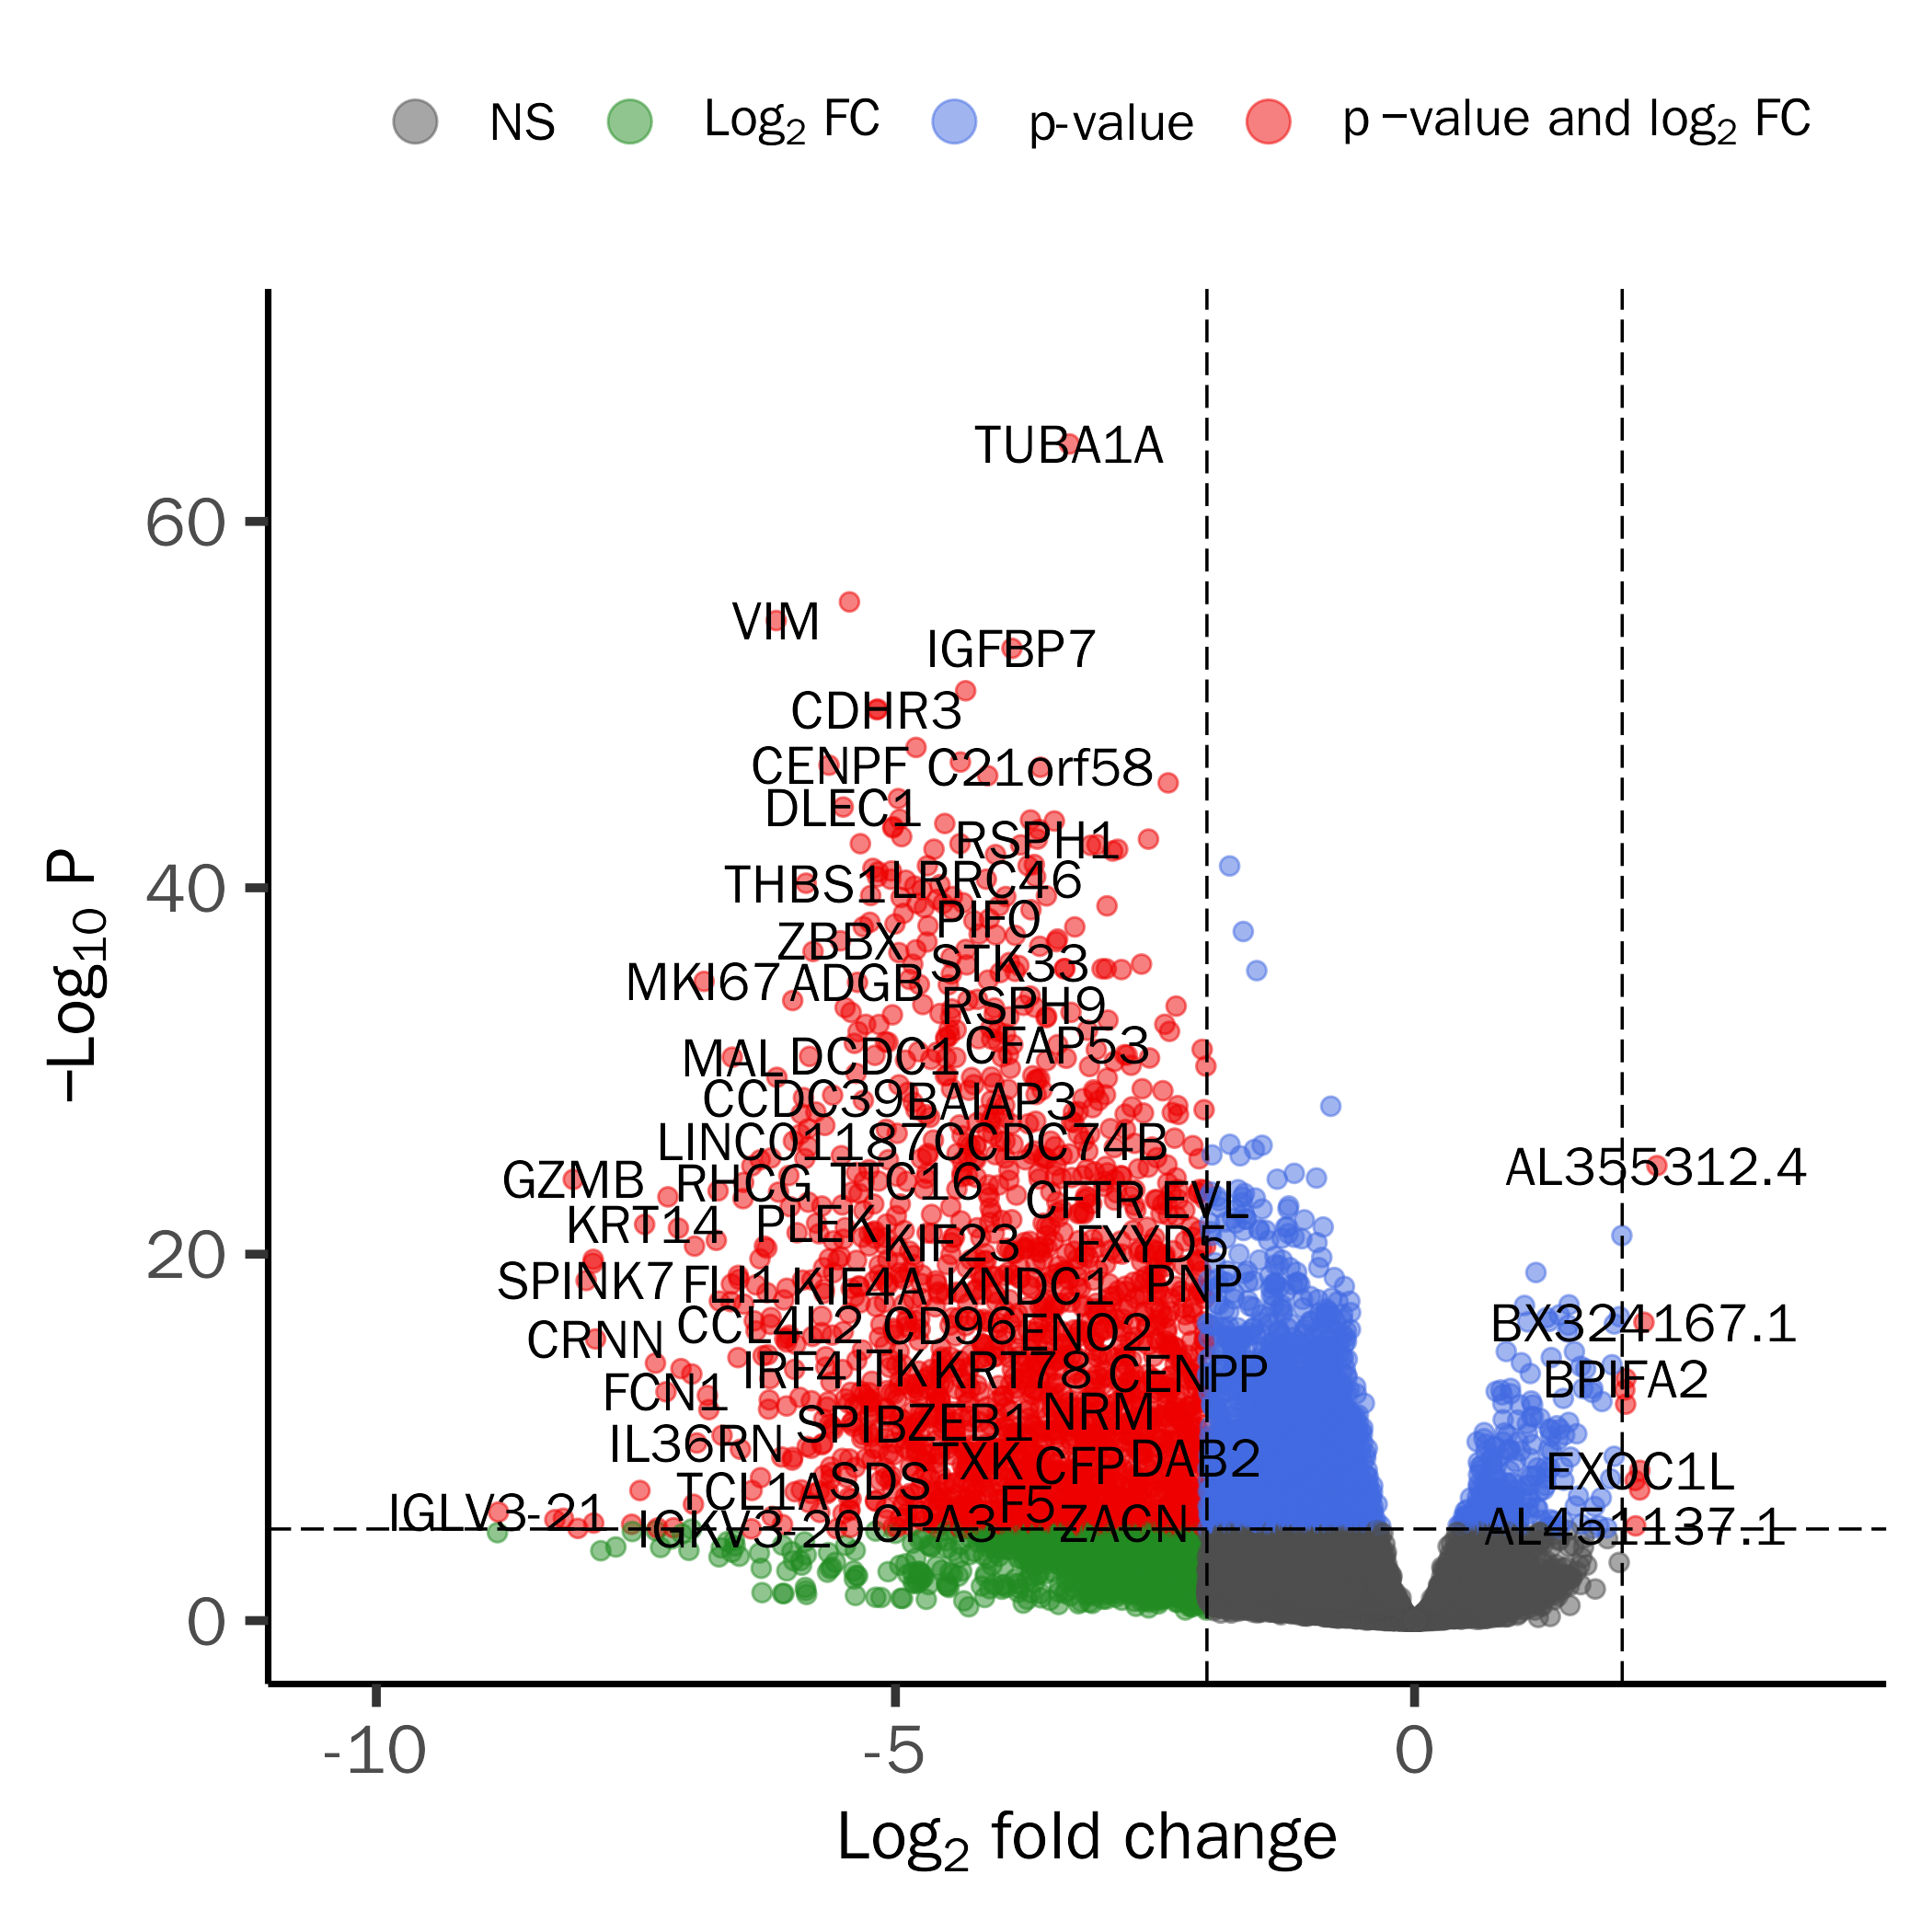 NS Log2 FC p-value p −value and log2 FC
TUBA1A
60
VIM
IGFBP7
CDHR3
CENPF C21orf58
DLEC1
RSPH1
40
THBS1 LRRC46
PIFO
ZBBX
STK33
MKI67 ADGB
RSPH9
CFAP53
MAL DCDC1
CCDC39 BAIAP3
LINC01187 CCDC74B
AL355312.4
GZMB RHCG TTC16
CFTR EVL
KRT14 PLEK
KIF23 FXYD5
20
SPINK7 FLI1 KIF4A KNDC1 PNP
CCL4L2 CD96 ENO2 BX324167.1
CRNN
IRF4 ITK KRT78 CENPP BPIFA2
FCN1
SPIB ZEB1 NRM
IL36RN
TXK CFP DAB2
EXOC1L
TCL1A SDS
F5
IGLV3-21
IGKV3-20 CPA3 ZACN AL451137.1
0
−Log10 P
-10 -5 0
Log2 fold change